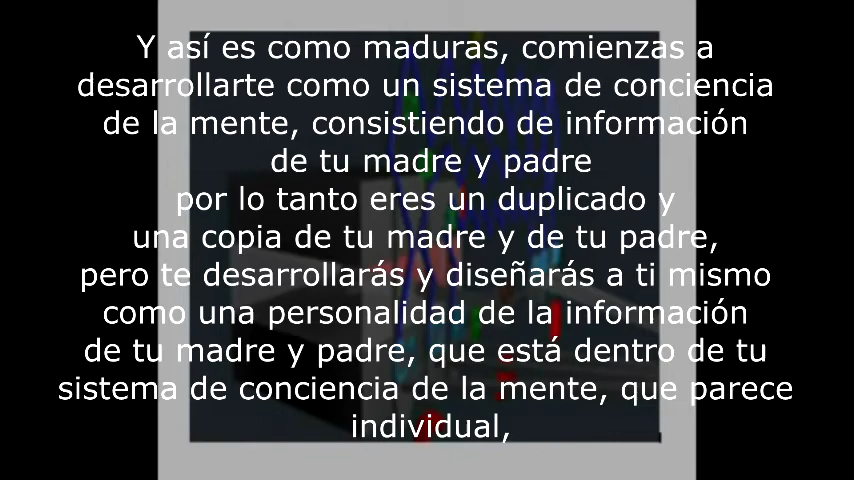 Y así es como maduras, comienzas a
desarrollarte como un sistema de conciencia
de la mente, consistiendo de información
de tu madre y padre
por lo tanto eres un duplicado y
una copia de tu madre y de tu padre,
pero te desarrollarás y diseñarás a ti mismo
como una personalidad de la información
de tu madre y padre, que está dentro de tu
sistema de conciencia de la mente, que parece
individual,